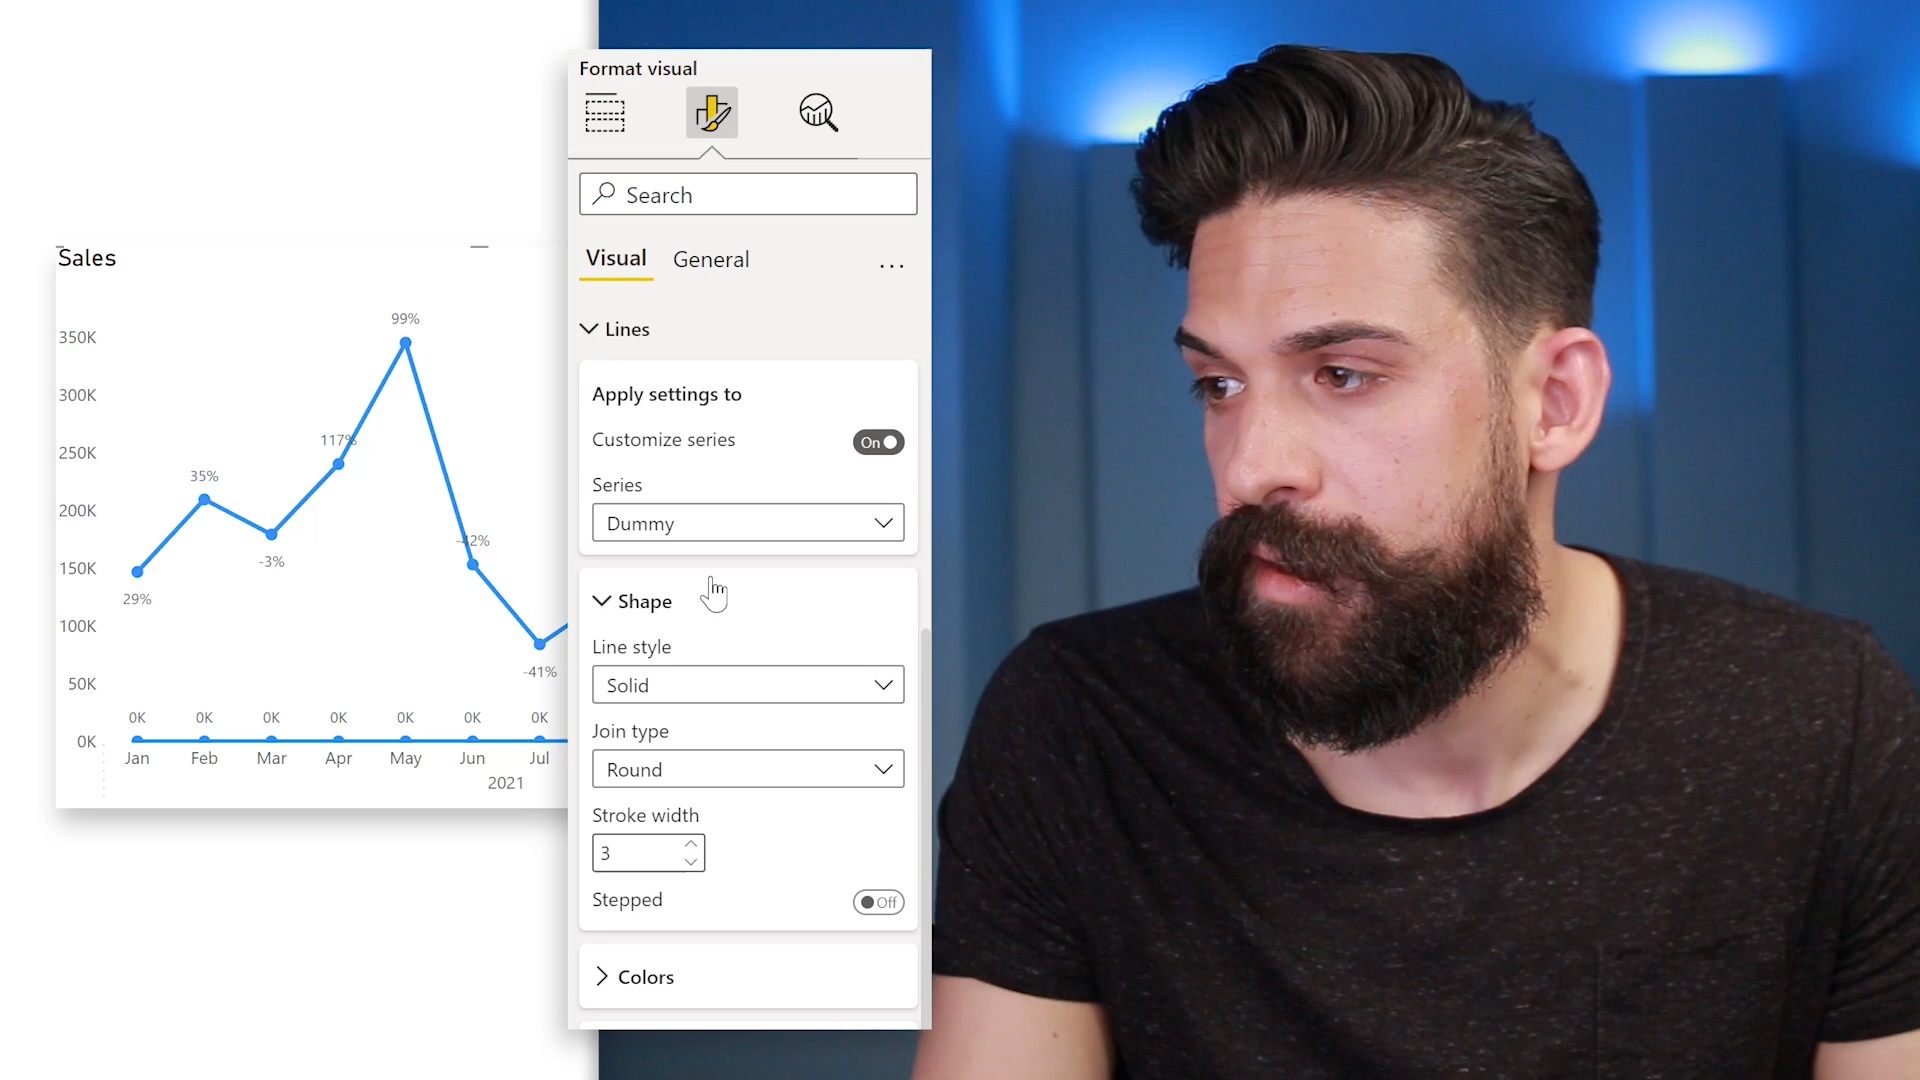 Sales
350K
300K
250K
200K
150K
100K
50K
0K
99%
117%
35%
-3%
-42%
29%
-41%
0K 0K 0K 0K 0K 0K 0K
Jan Feb Mar Apr May Jun Jul
2021
Format visual
Search
Visual General ...
Lines
Apply settings to
Customize series On
Series
Dummy
Shape
Line style
Solid
Join type
Round
Stroke width
3
Stepped Off
Colors